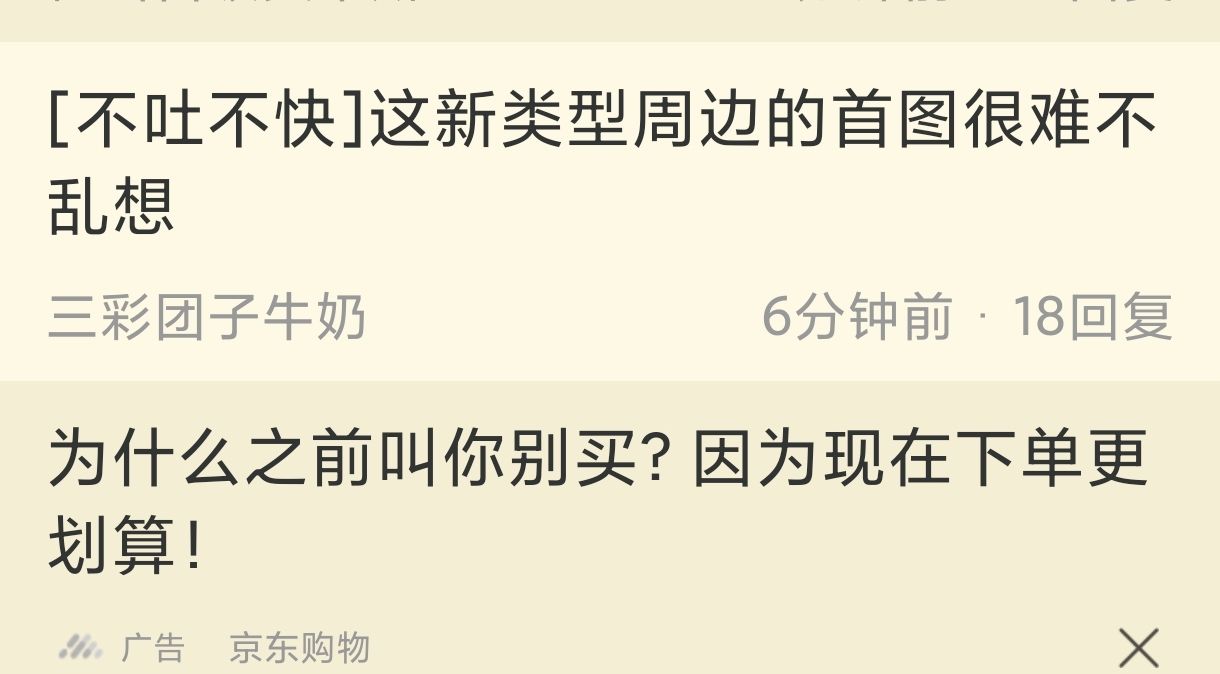 [不吐不快]这新类型周边的首图很难不
乱想
三彩团子牛奶 6分钟前 · 18回复
为什么之前叫你别买? 因为现在下单更
划算!
广告 京东购物